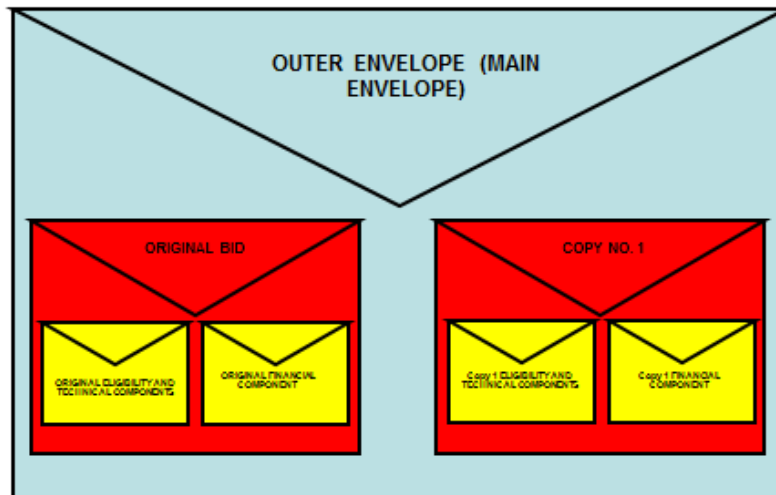 OUTER ENVELOPE (MAIN
ENVELOPE)
ORIGINAL BID
COPY NO. 1
ORIGINAL ELIGIBILITY AND
TECHNICAL COMPONENTS
ORIGINAL FINANCIAL
COMPONENT
Copy 1 ELIGIBILITY AND
TECHNICAL COMPONENTS
Copy 1 FINANCIAL
COMPONENT